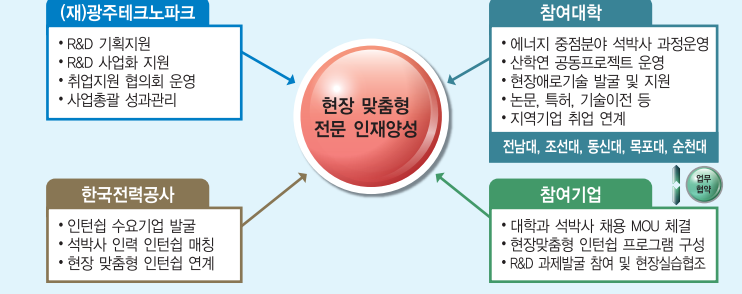 (재)광주테크노파크
• R&D 기획지원
• R&D 사업화 지원
• 취업지원 협의회 운영
• 사업총괄 성과관리
참여대학
• 에너지 중점분야 석박사 과정운영
• 산학연 공동프로젝트 운영
• 현장애로기술 발굴 및 지원
• 논문, 특허, 기술이전 등
• 지역기업 취업 연계
전남대, 조선대, 동신대, 목포대, 순천대
현장 맞춤형
전문 인재양성
한국전력공사
• 인턴쉽 수요기업 발굴
• 석박사 인력 인턴쉽 매칭
• 현장 맞춤형 인턴쉽 연계
업무
협약
참여기업
• 대학과 석박사 채용 MOU 체결
• 현장맞춤형 인턴쉽 프로그램 구성
• R&D 과제발굴 참여 및 현장실습협조